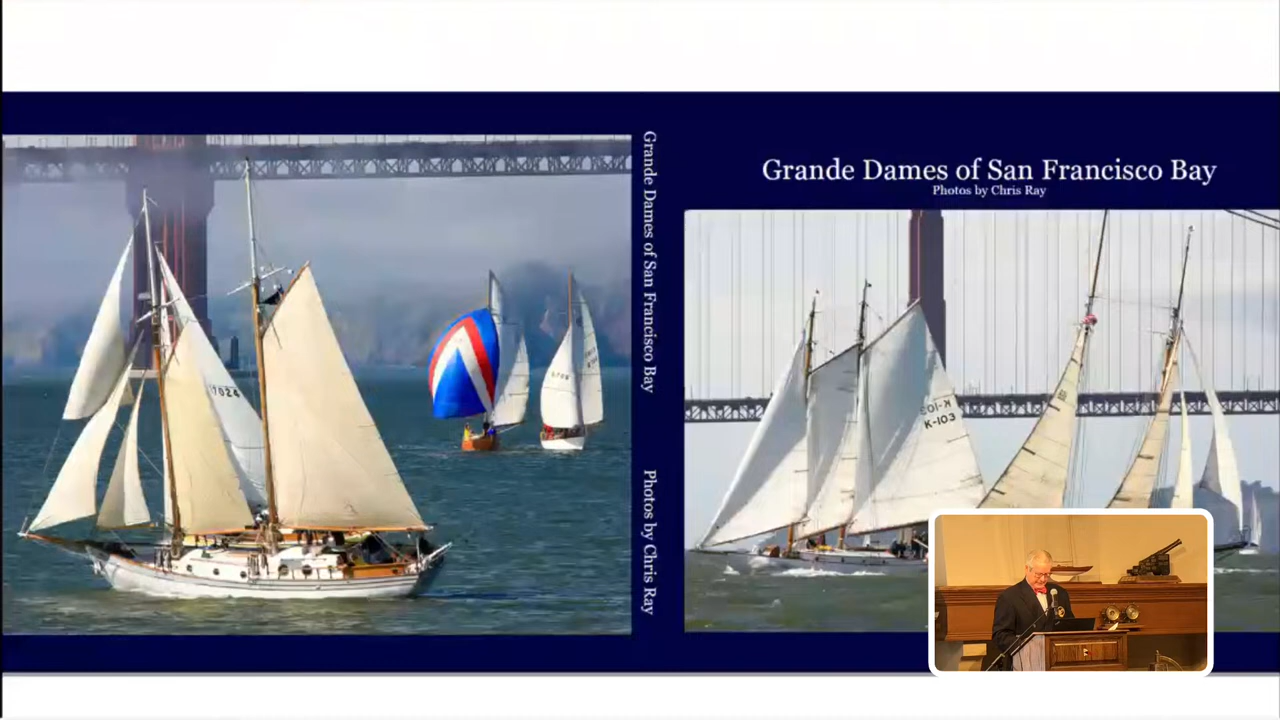 Grande Dames of San Francisco Bay
Photos by Chris Ray
Grande Dames of San Francisco Bay
Photos by Chris Ray
K-103
K-103